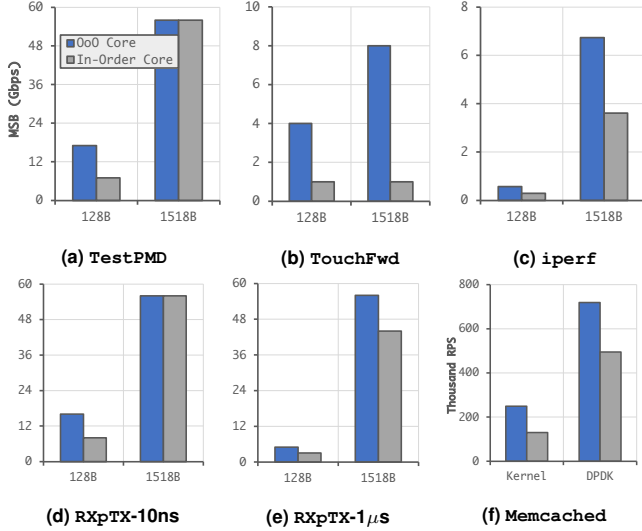 MSB (Gbps)
60
48
36
24
12
0
OoO Core
In-Order Core
128B
1518B
(a) TestPMD
10
8
6
4
2
0
128B
1518B
(b) TouchFwd
8
6
4
2
0
128B
1518B
(c) iperf
60
48
36
24
12
0
128B
1518B
(d) RXpTX-10ns
60
48
36
24
12
0
128B
1518B
(e) RXpTX-1μs
Thousand RPS
800
600
400
200
0
Kernel
DPDK
(f) Memcached